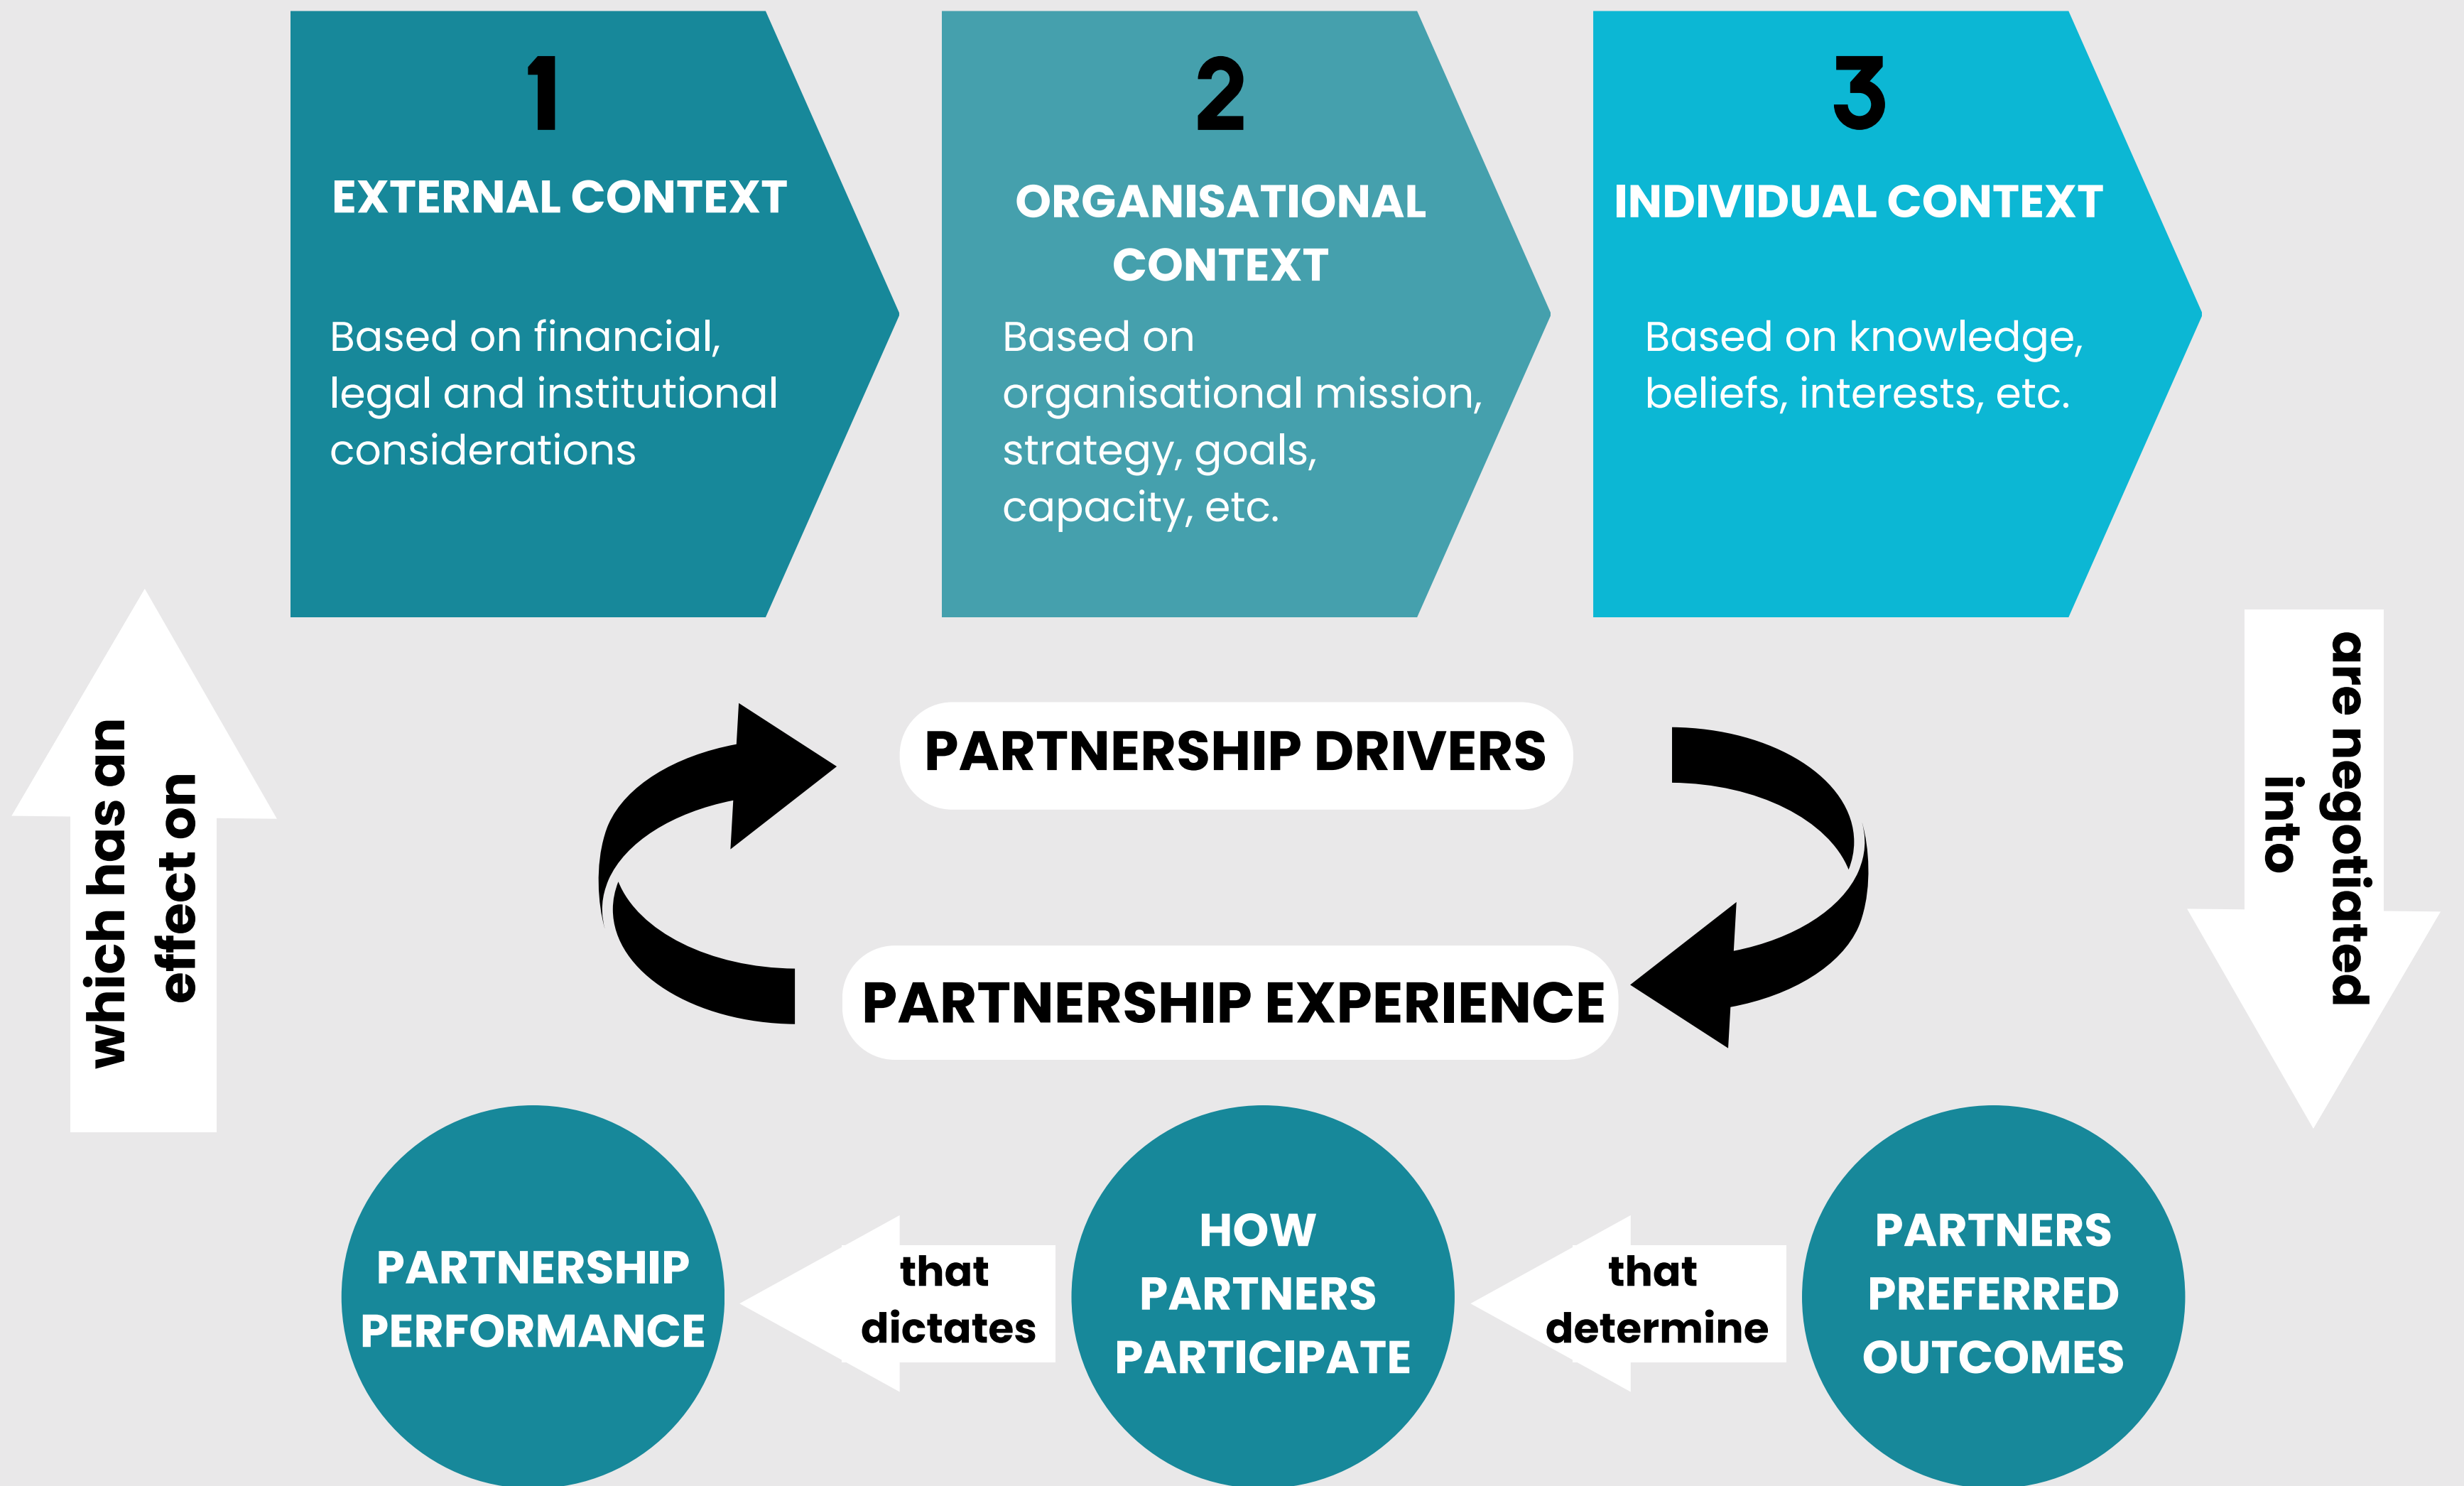 1
EXTERNAL CONTEXT
Based on financial,
legal and institutional
considerations
2
ORGANISATIONAL
CONTEXT
Based on
organisational mission,
strategy, goals,
capacity, etc.
3
INDIVIDUAL CONTEXT
Based on knowledge,
beliefs, interests, etc.
PARTNERSHIP DRIVERS
PARTNERSHIP EXPERIENCE
are negotiated
into
PARTNERS
PREFERRED
OUTCOMES
that
determine
HOW
PARTNERS
PARTICIPATE
that
dictates
PARTNERSHIP
PERFORMANCE
which has an
effect on